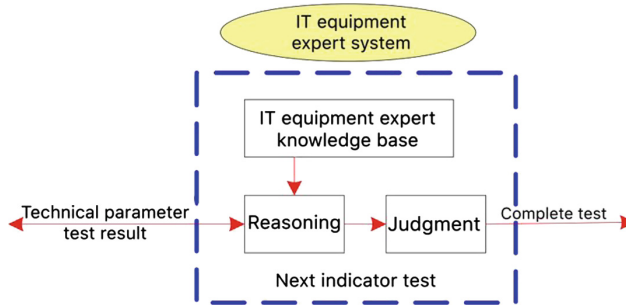 IT equipment
expert system
IT equipment expert
knowledge base
Technical parameter
test result
Reasoning
Judgment
Complete test
Next indicator test